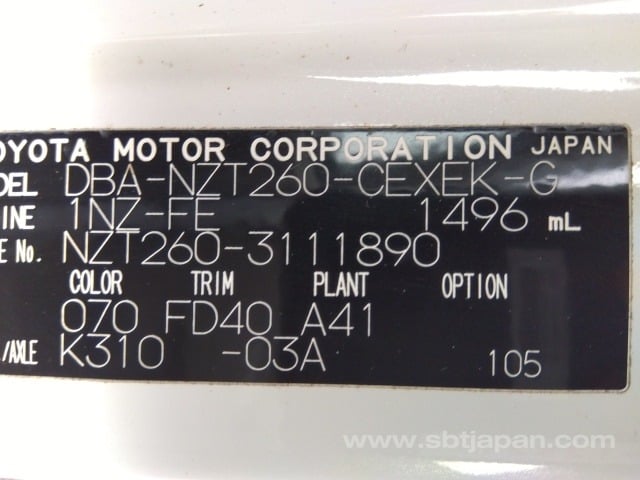 OYOTA MOTOR CORPORATION JAPAN
DEL DBA-NZT260-CEXEK-G
INE 1NZ-FE 1496 mL
E No. NZT260-3111890
COLOR TRIM PLANT OPTION
070 FD40 A41
/AXLE K310 -03A 105
www.sbtjapan.com